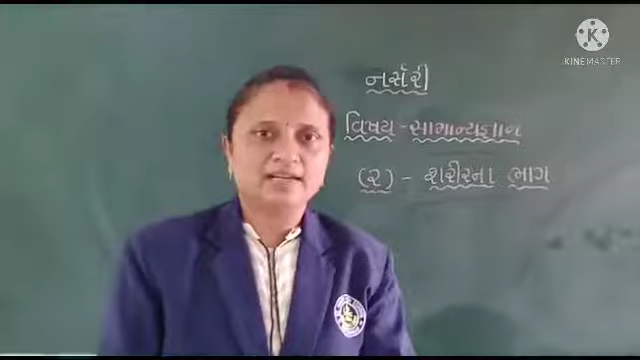 KINEMASTER
નર્સરી
વિષય - સામાન્યજ્ઞાન
(૨) - શરીરના ભાગ